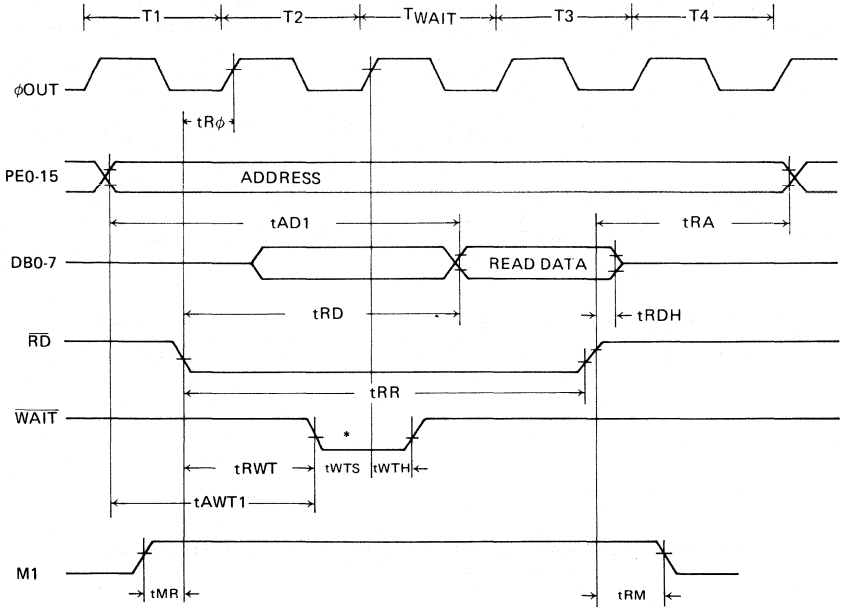 T1 T2 TWAIT T3 T4
φOUT
tRφ
PE0-15 ADDRESS
tAD1 tRA
DB0-7 READ DATA
tRD tRDH
RD
tRR
WAIT *
tRWT tWTS tWTH
tAWT1
M1
tMR tRM